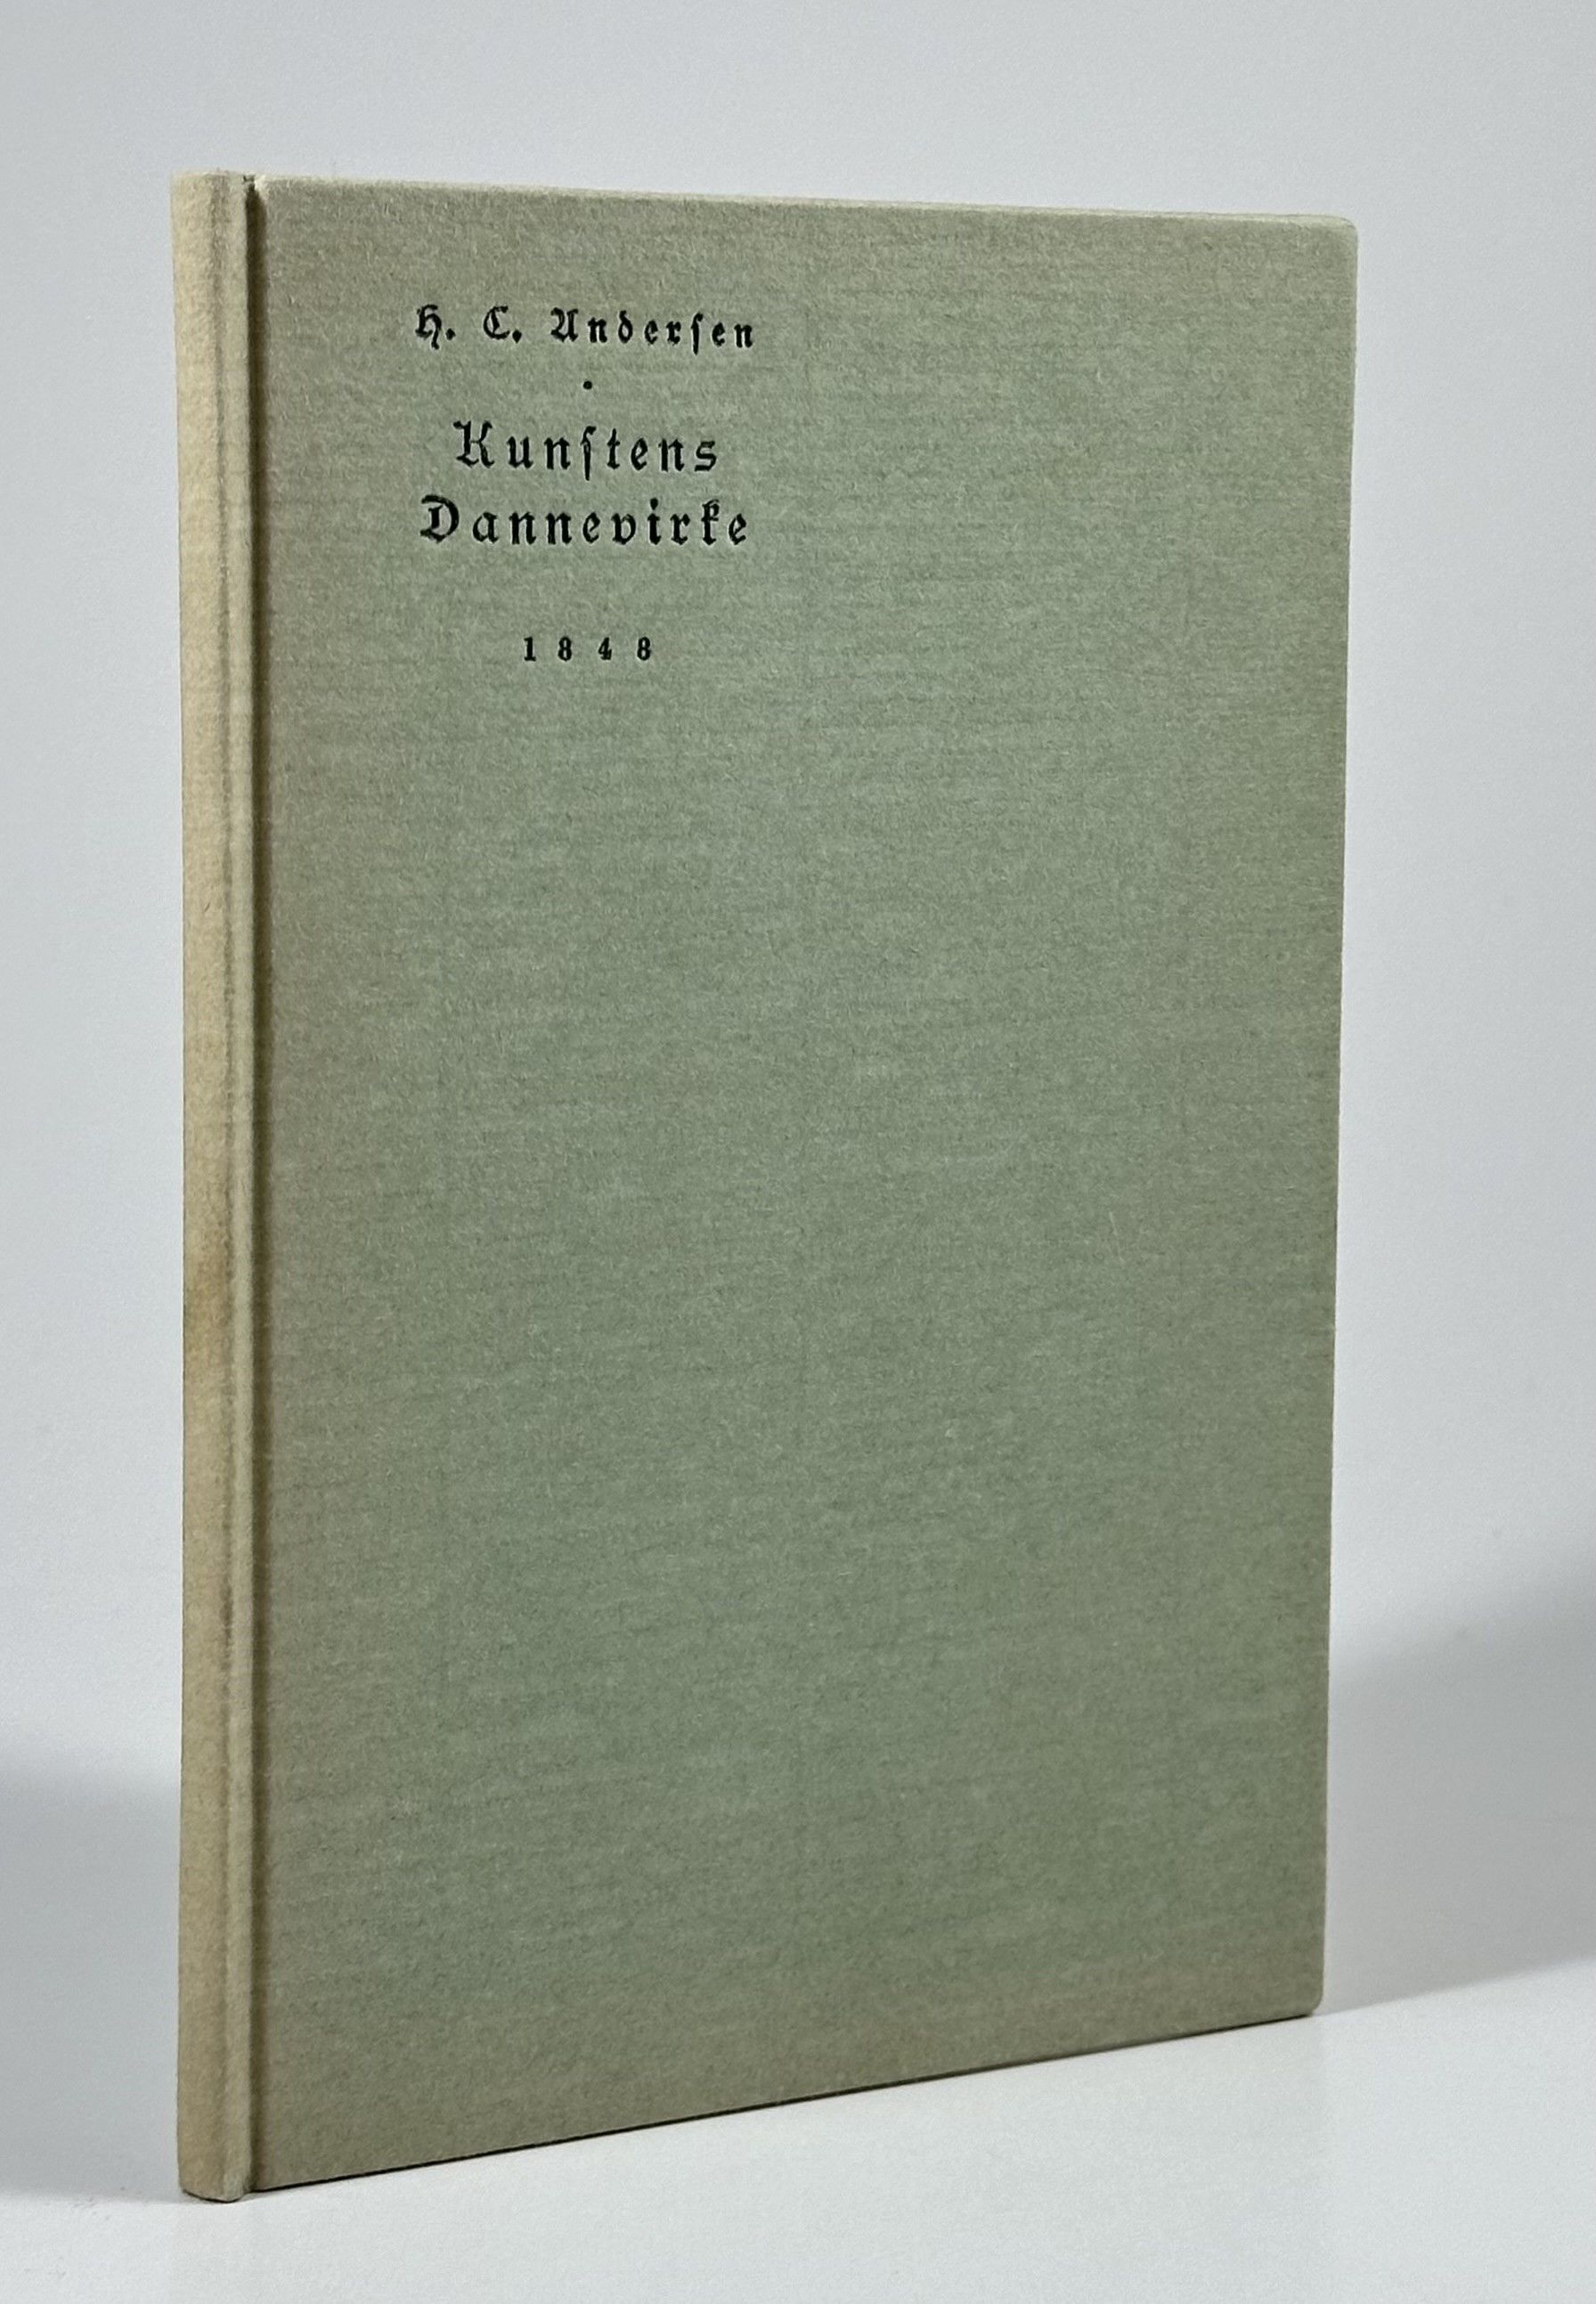 H. C. Anderſen
·
Kunſtens
Dannevirke
1848